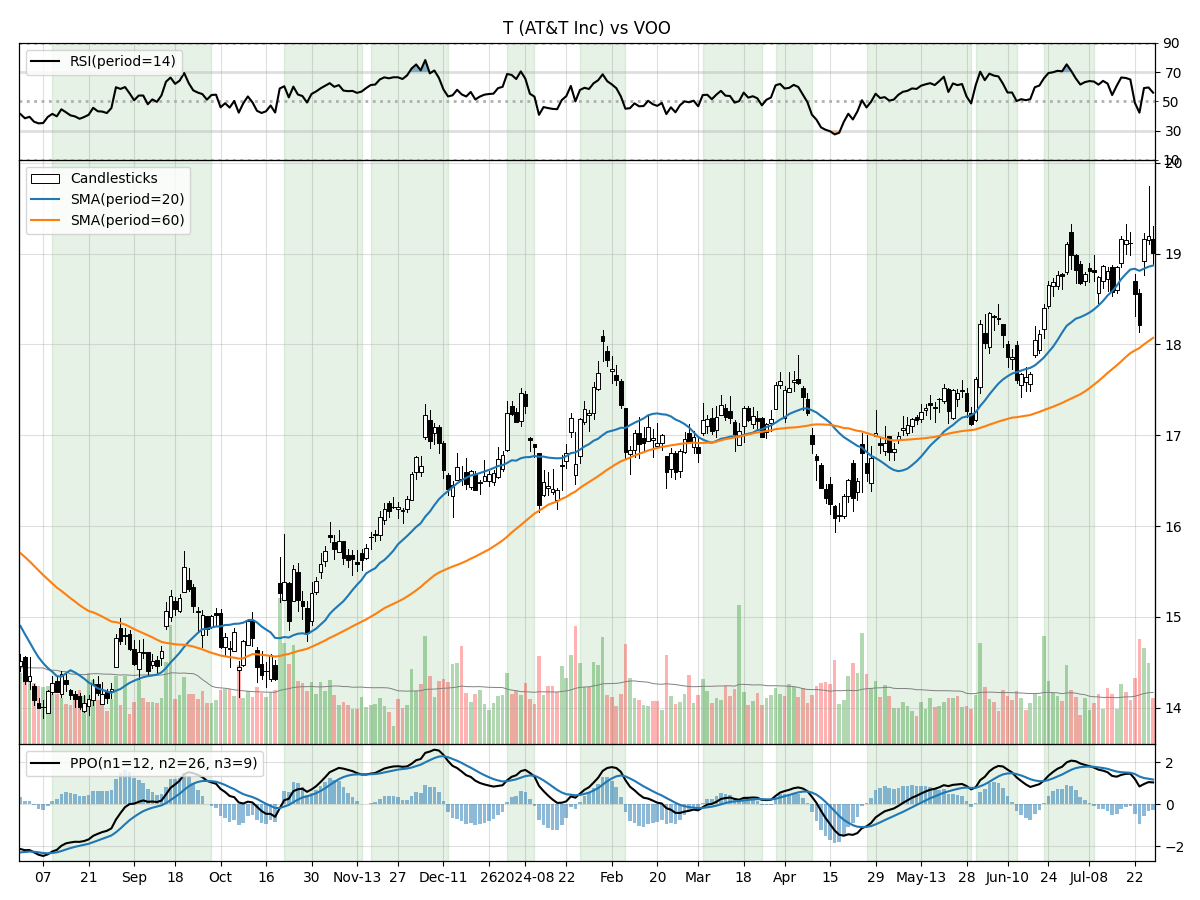 T (AT&T Inc) vs VOO
RSI(period=14)
90
70
50
30
10
Candlesticks
SMA(period=20)
SMA(period=60)
20
19
18
17
16
15
14
PPO(n1=12, n2=26, n3=9)
2
0
−2
07 21 Sep 18 Oct 16 30 Nov-13 27 Dec-11 26 2024-08 22 Feb 20 Mar 18 Apr 15 29 May-13 28 Jun-10 24 Jul-08 22